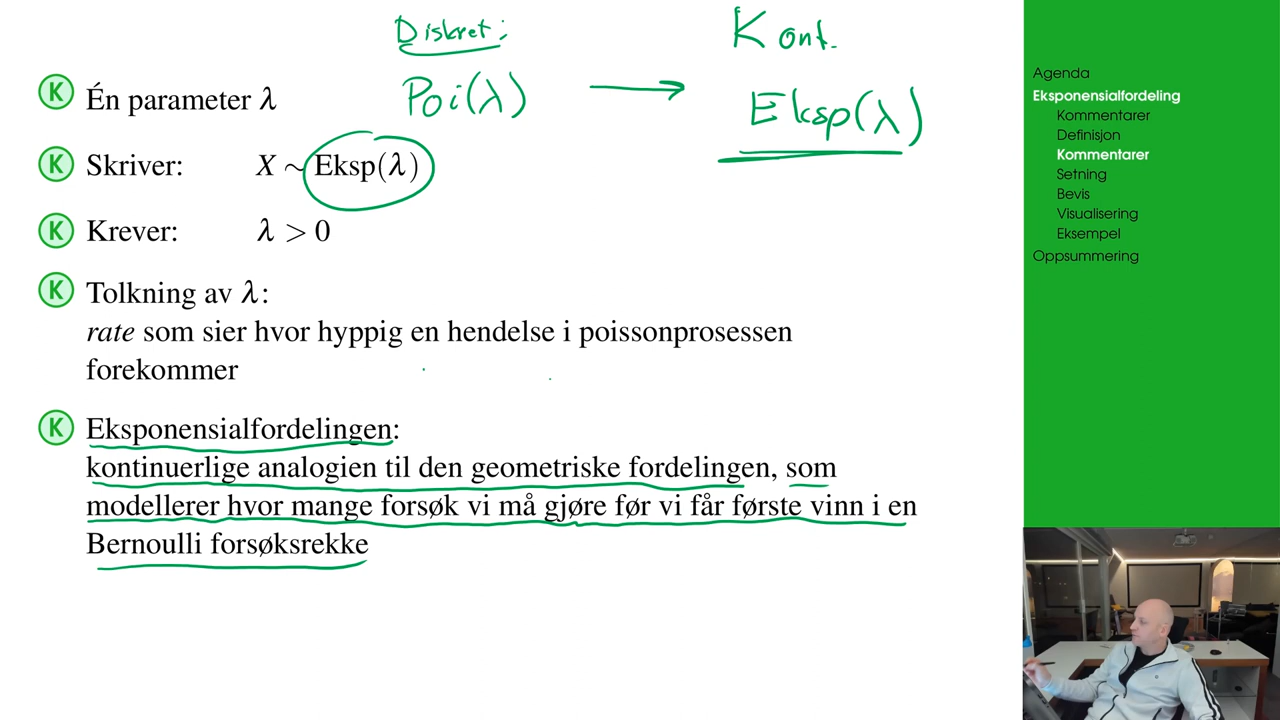 Diskret:
Kont.
Poi(λ) → Eksp(λ)
K Én parameter λ
K Skriver: X ~ Eksp(λ)
K Krever: λ > 0
K Tolkning av λ:
rate som sier hvor hyppig en hendelse i poissonprosessen
forekommer
K Eksponensialfordelingen:
kontinuerlige analogien til den geometriske fordelingen, som
modellerer hvor mange forsøk vi må gjøre før vi får første vinn i en
Bernoulli forsøksrekke
Agenda
Eksponensialfordeling
Kommentarer
Definisjon
Kommentarer
Setning
Bevis
Visualisering
Eksempel
Oppsummering